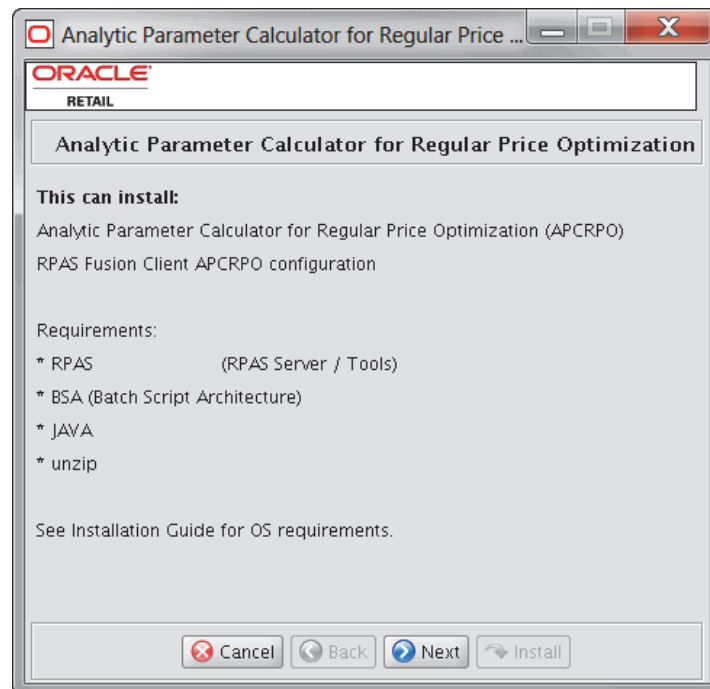 Analytic Parameter Calculator for Regular Price ...
ORACLE
RETAIL
Analytic Parameter Calculator for Regular Price Optimization
This can install:
Analytic Parameter Calculator for Regular Price Optimization (APCRPO)
RPAS Fusion Client APCRPO configuration
Requirements:
* RPAS (RPAS Server / Tools)
* BSA (Batch Script Architecture)
* JAVA
* unzip
See Installation Guide for OS requirements.
Cancel Back Next Install